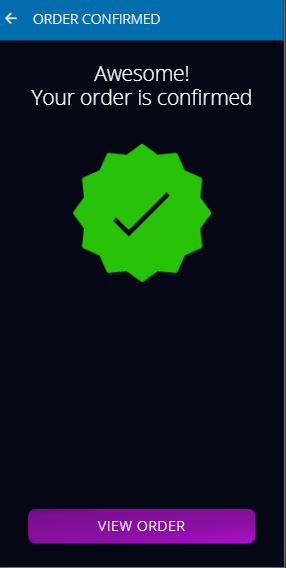 ORDER CONFIRMED
Awesome!
Your order is confirmed
VIEW ORDER